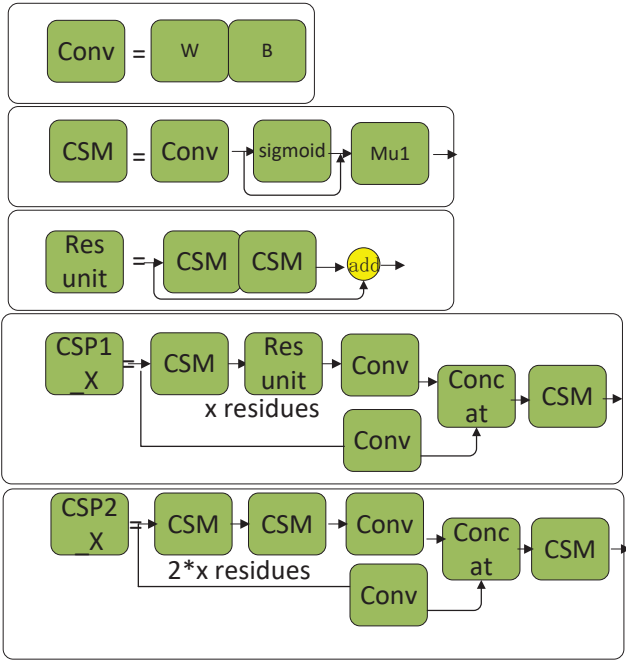 Conv = W B
CSM = Conv sigmoid Mu1
Res
unit
= CSM CSM add
CSP1
_X
= CSM Res
unit
Conv Conc
at
CSM
x residues
Conv
CSP2
_X
= CSM CSM Conv Conc
at
CSM
2*x residues
Conv